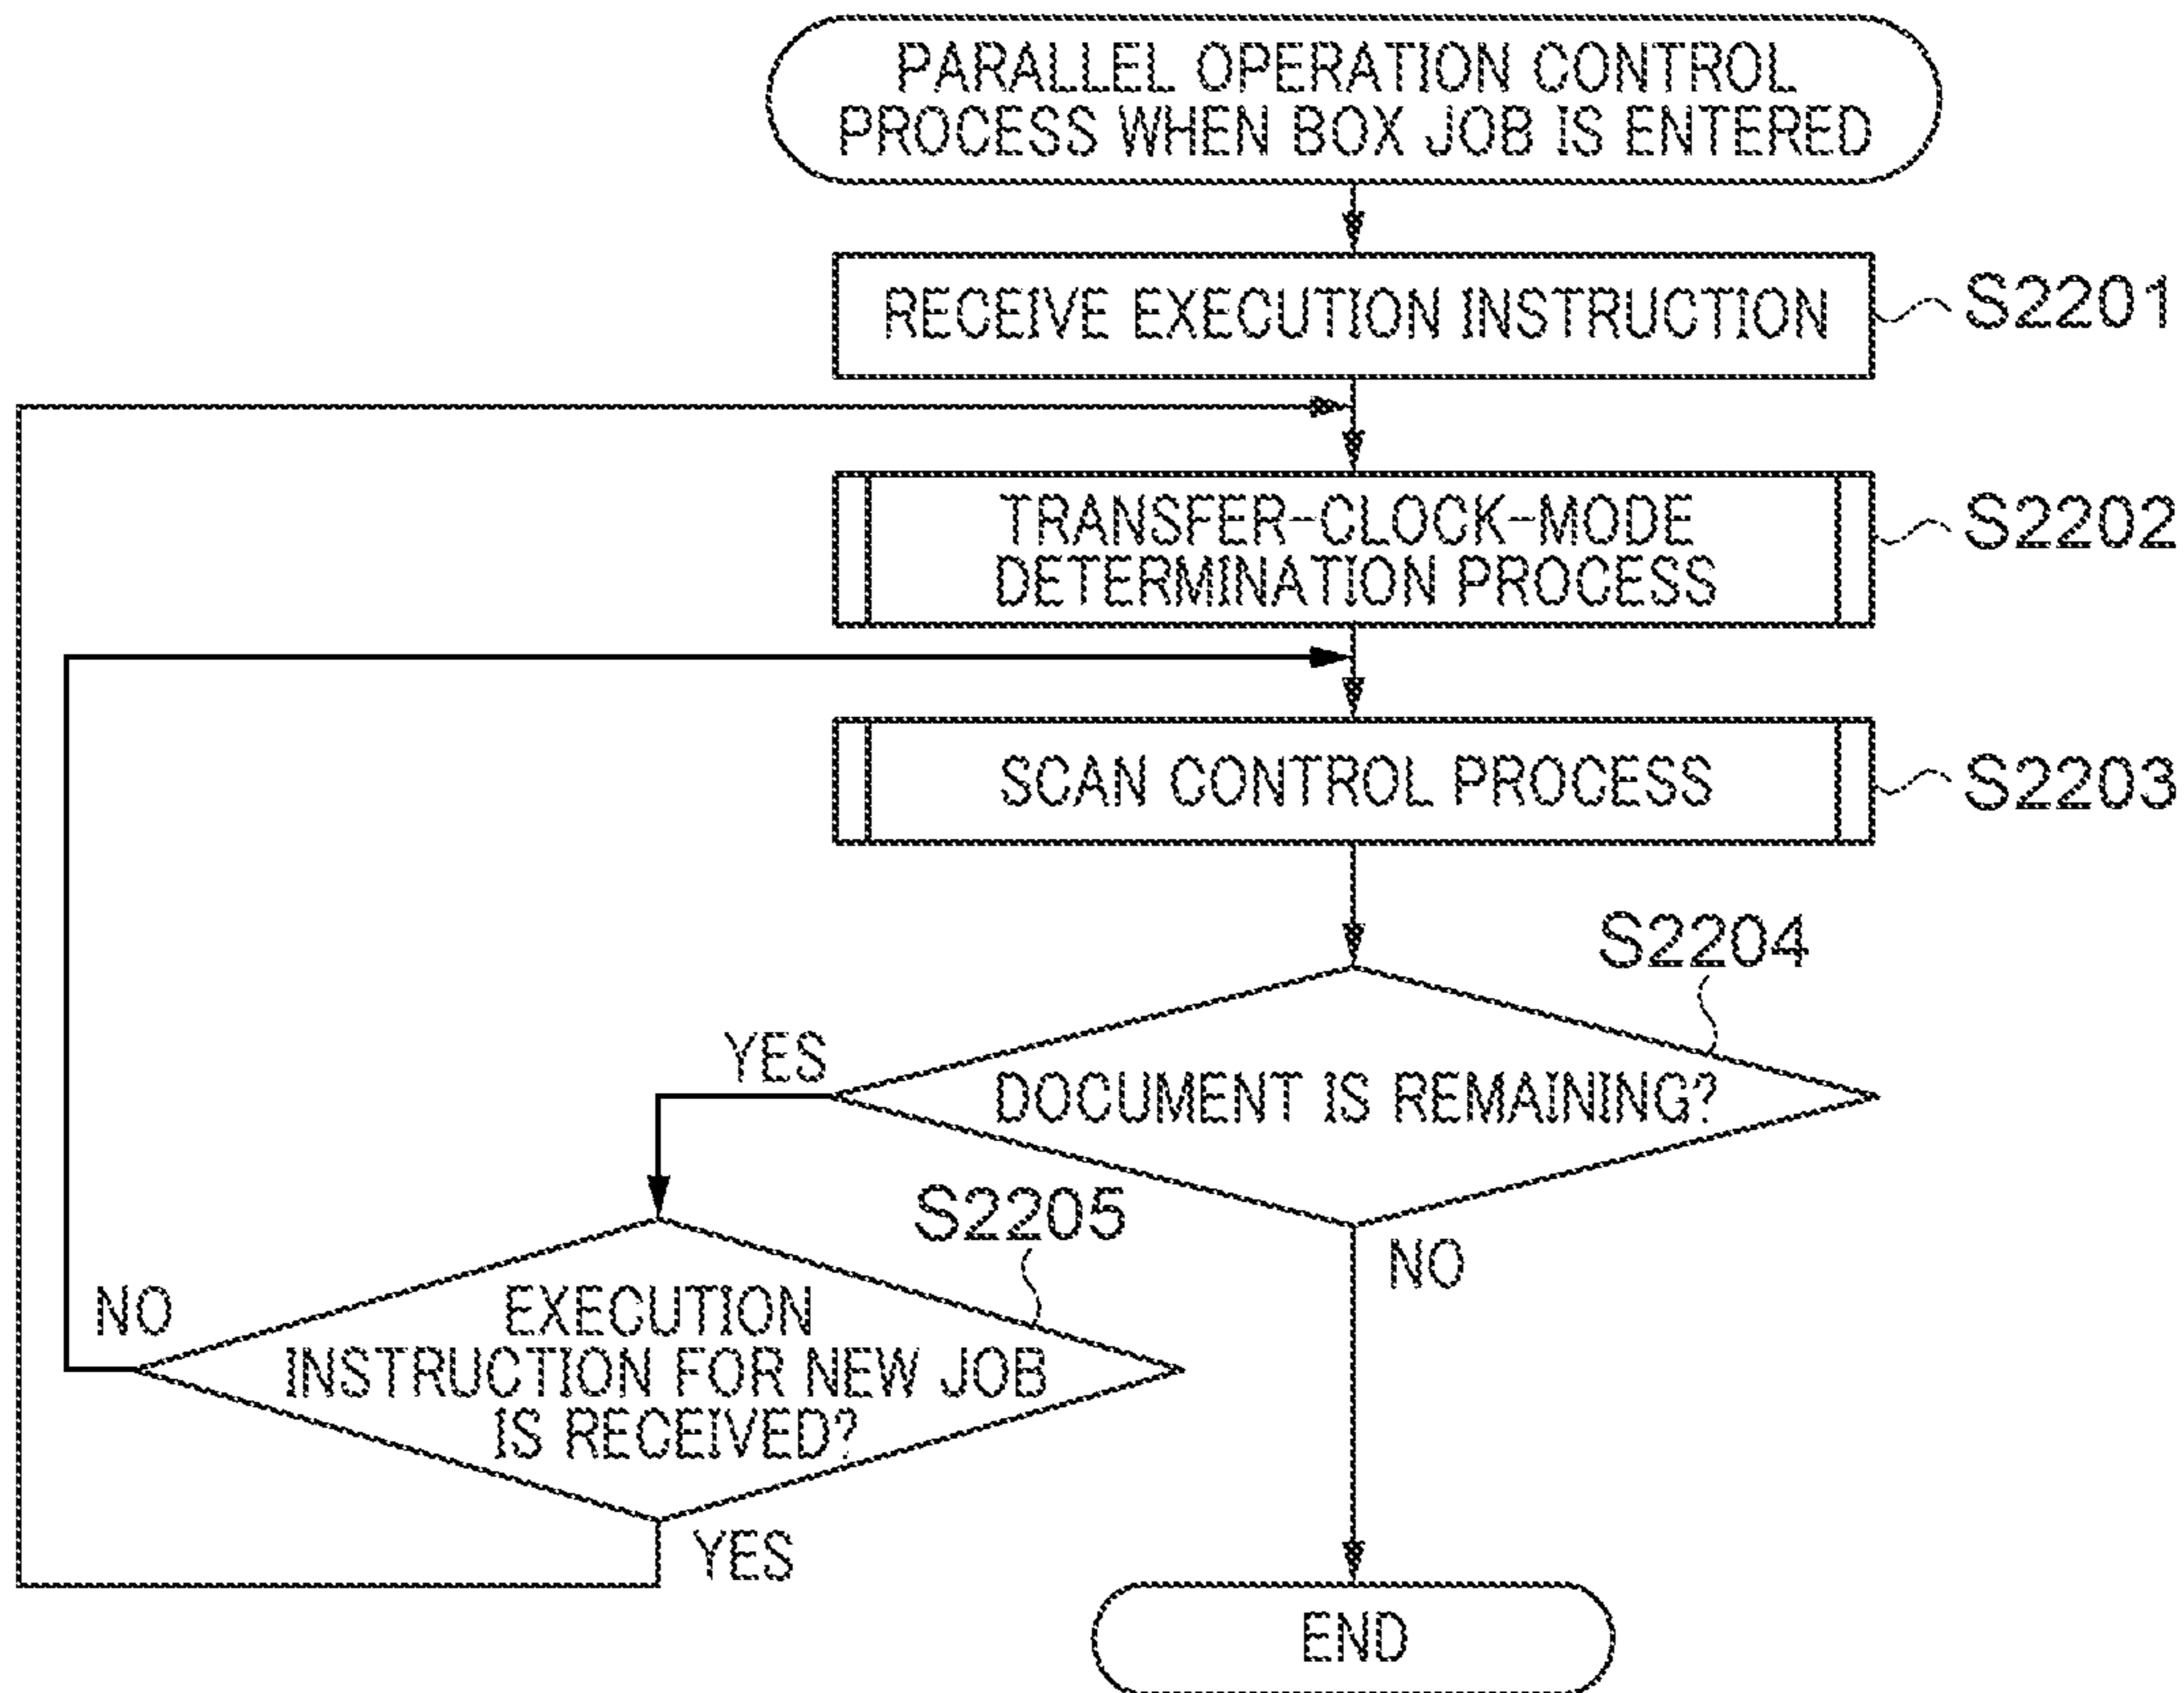 PARALLEL OPERATION CONTROL
PROCESS WHEN BOX JOB IS ENTERED
RECEIVE EXECUTION INSTRUCTION
S2201
TRANSFER-CLOCK-MODE
DETERMINATION PROCESS
S2202
SCAN CONTROL PROCESS
S2203
S2204
YES
DOCUMENT IS REMAINING?
NO
S2205
NO
EXECUTION
INSTRUCTION FOR NEW JOB
IS RECEIVED?
YES
END